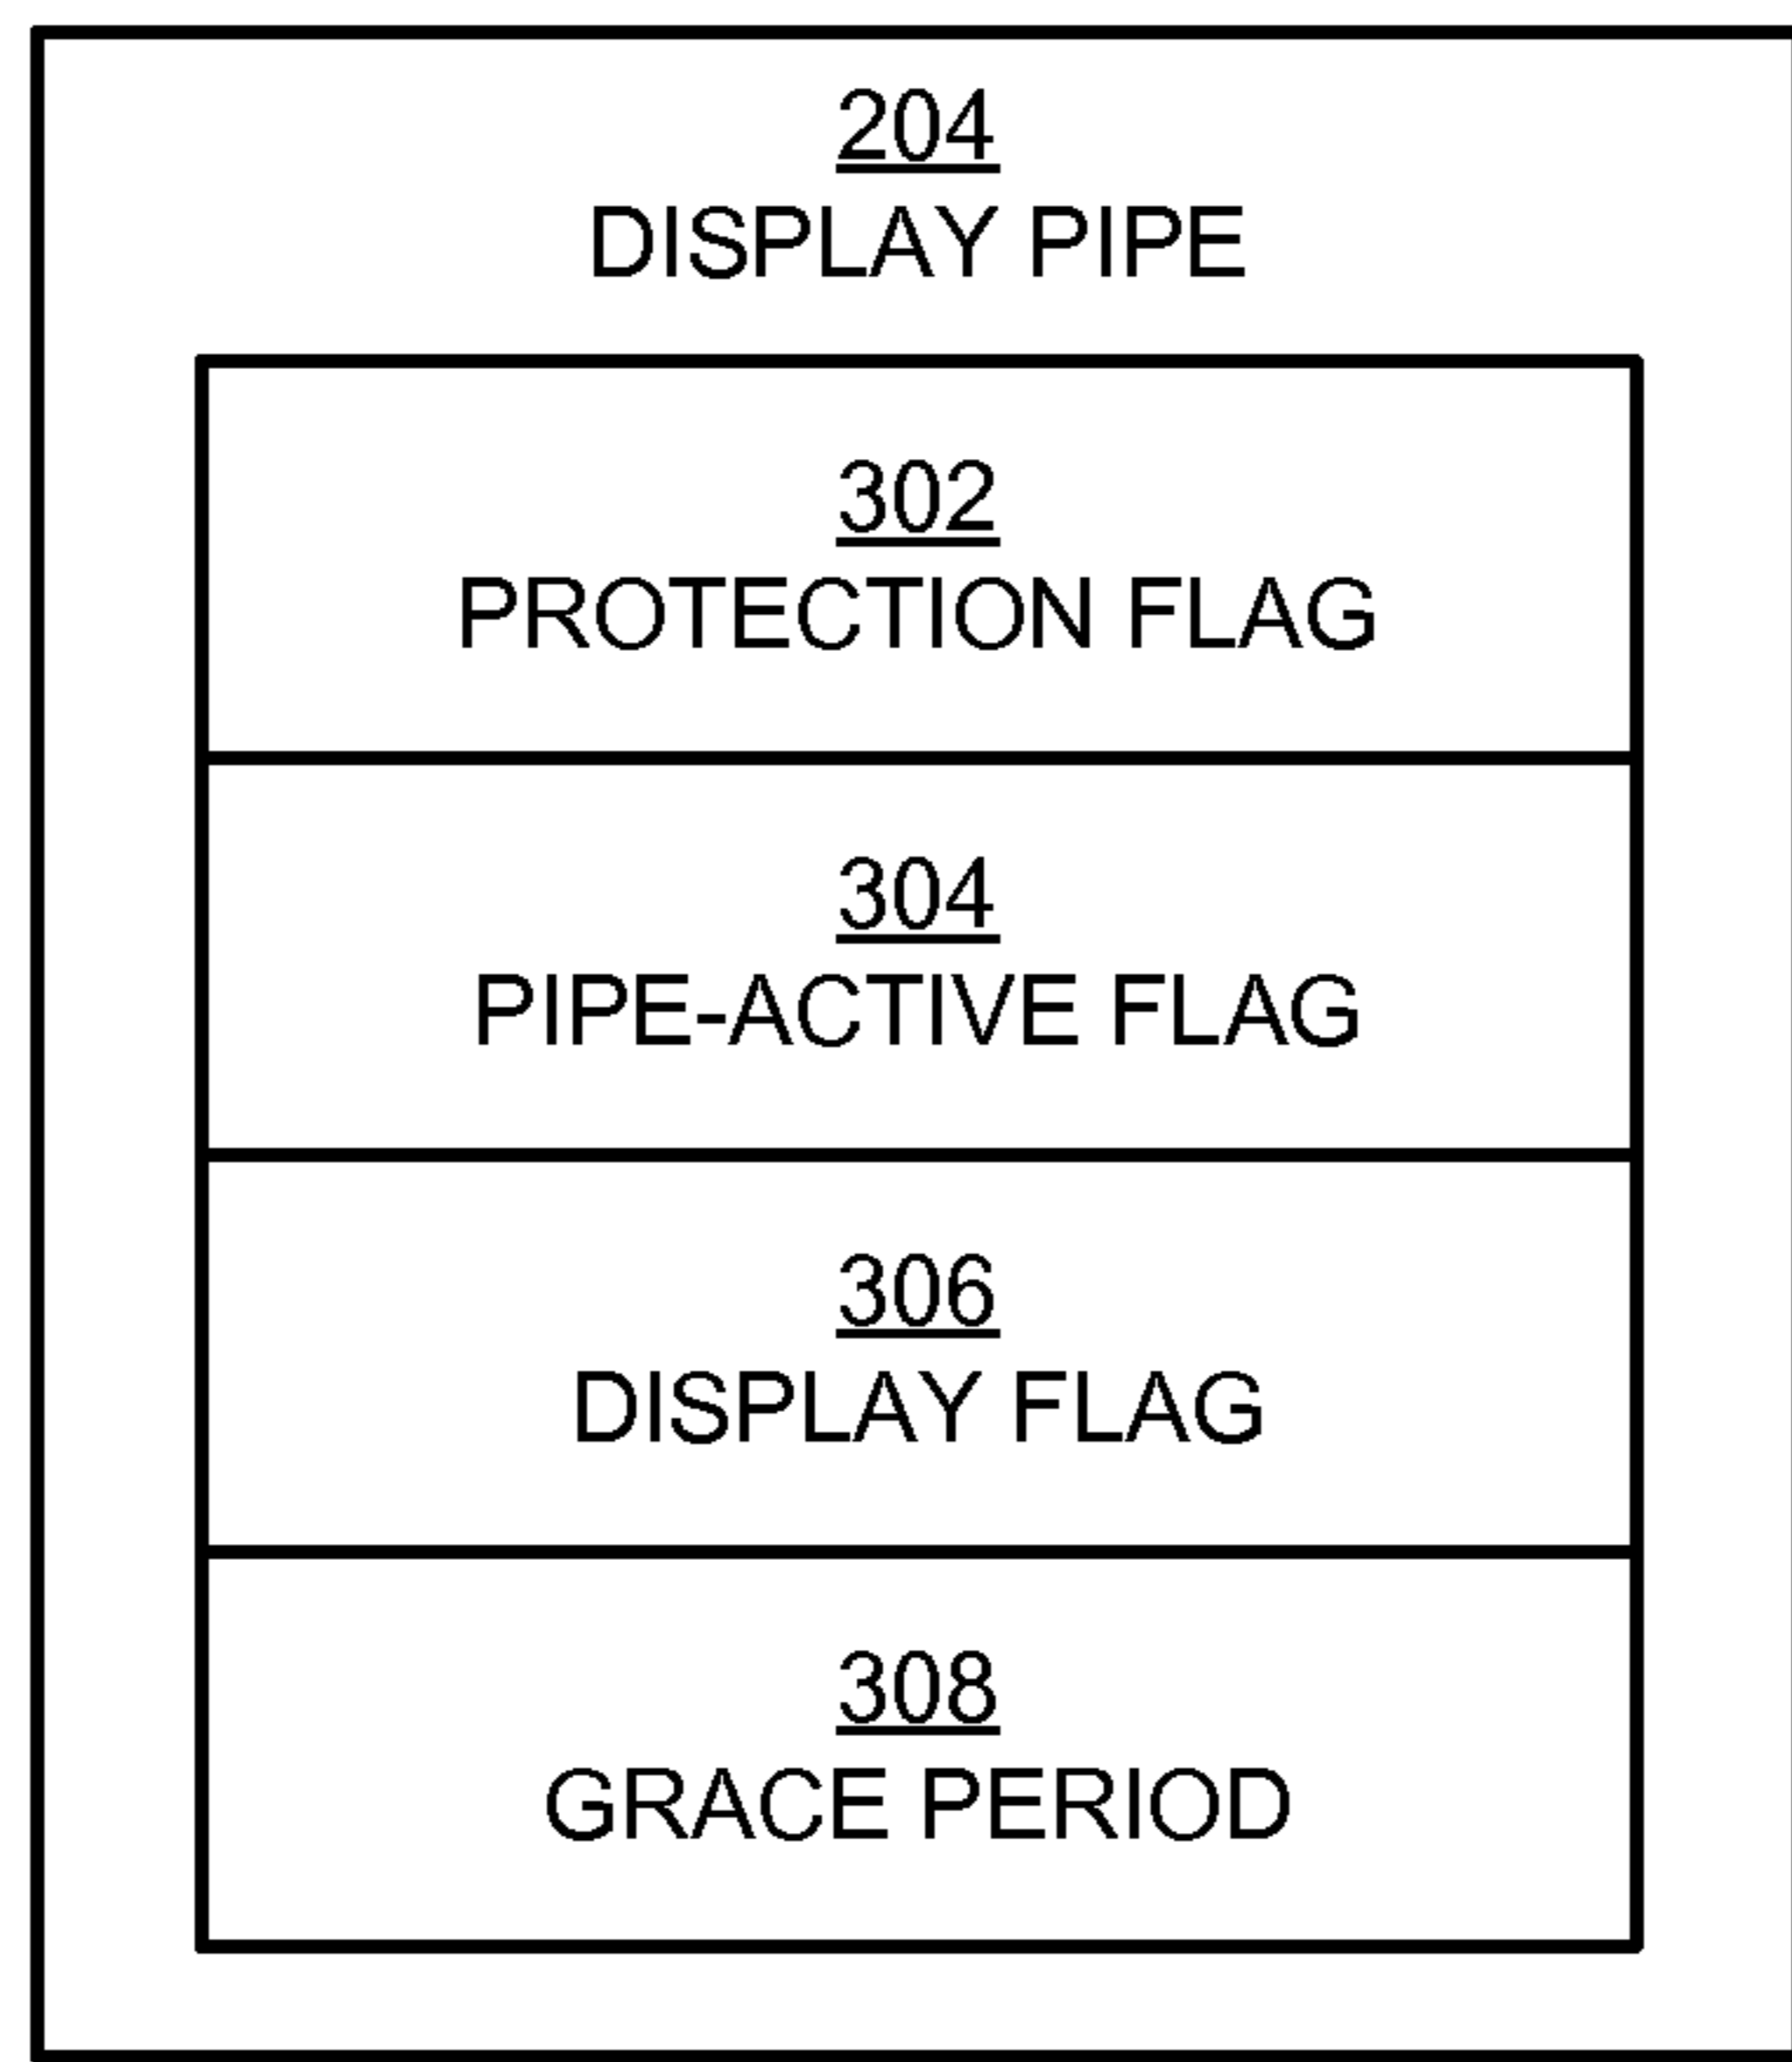 204
DISPLAY PIPE
302
PROTECTION FLAG
304
PIPE-ACTIVE FLAG
306
DISPLAY FLAG
308
GRACE PERIOD